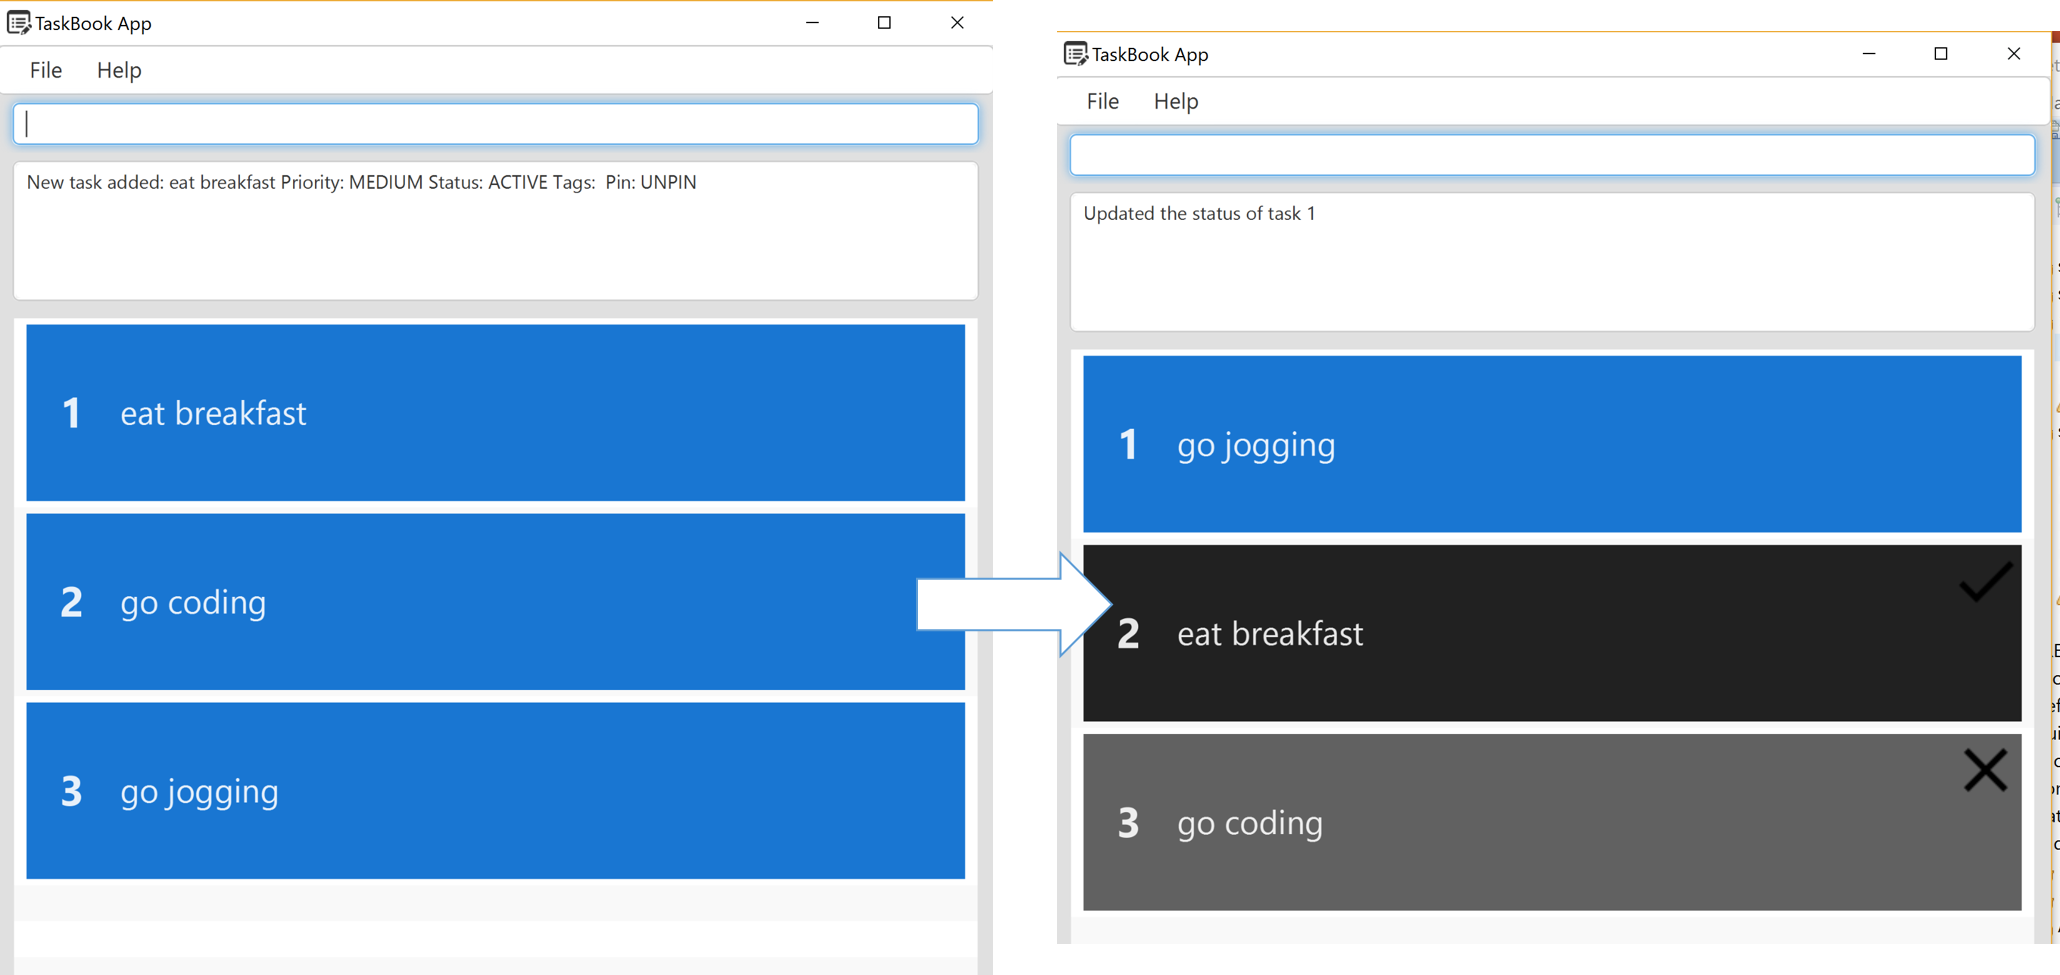 TaskBook App
File Help
New task added: eat breakfast Priority: MEDIUM Status: ACTIVE Tags:  Pin: UNPIN
1 eat breakfast
2 go coding
3 go jogging
TaskBook App
File Help
Updated the status of task 1
1 go jogging
2 eat breakfast
3 go coding